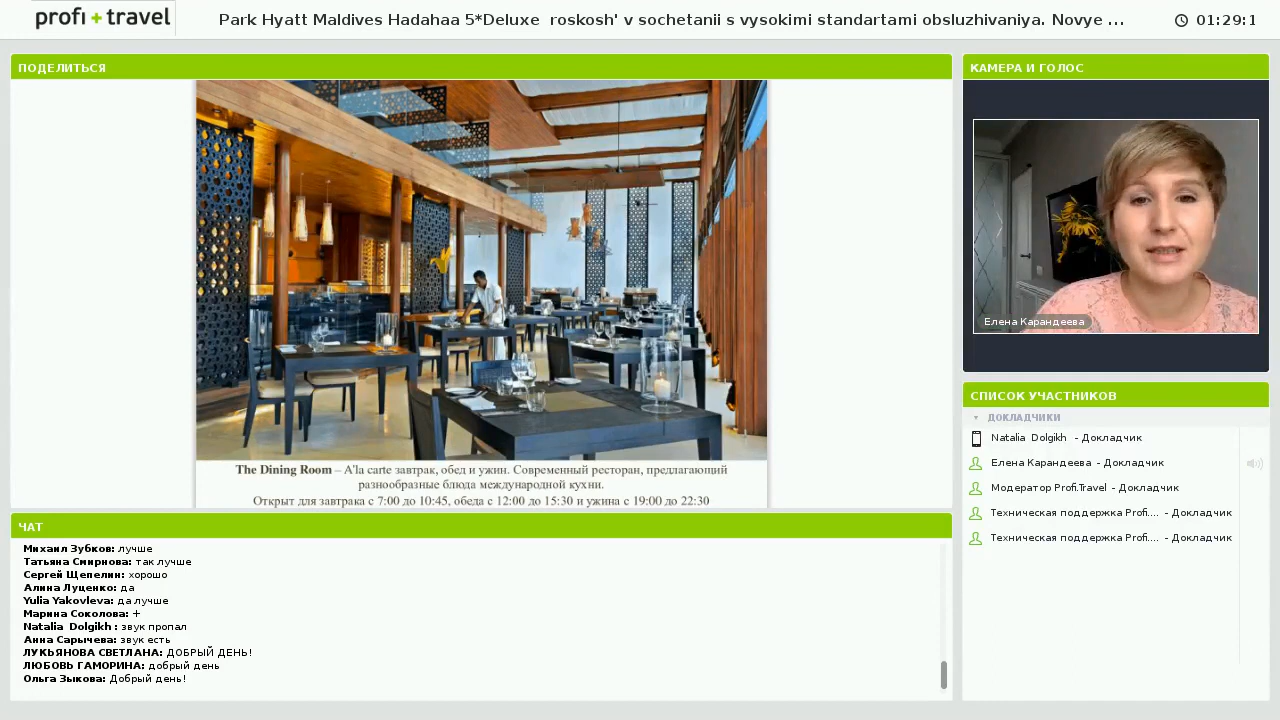 profi + travel
Park Hyatt Maldives Hadahaa 5*Deluxe roskosh' v sochetanii s vysokimi standartami obsluzhivaniya. Novye ...
01:29:1
ПОДЕЛИТЬСЯ
The Dining Room – A'la carte завтрак, обед и ужин. Современный ресторан, предлагающий
разнообразные блюда международной кухни.
Открыт для завтрака с 7:00 до 10:45, обеда с 12:00 до 15:30 и ужина с 19:00 до 22:30
ЧАТ
Михаил Зубков: лучше
Татьяна Смирнова: так лучше
Сергей Щепелин: хорошо
Алина Луценко: да
Yulia Yakovleva: да лучше
Марина Соколова: +
Natalia Dolgikh : звук пропал
Анна Сарычева: звук есть
ЛУКЬЯНОВА СВЕТЛАНА: ДОБРЫЙ ДЕНЬ!
ЛЮБОВЬ ГАМОРИНА: добрый день
Ольга Зыкова: Добрый день!
КАМЕРА И ГОЛОС
Елена Карандеева
СПИСОК УЧАСТНИКОВ
ДОКЛАДЧИКИ
Natalia Dolgikh - Докладчик
Елена Карандеева - Докладчик
Модератор Profi.Travel - Докладчик
Техническая поддержка Profi.... - Докладчик
Техническая поддержка Profi.... - Докладчик